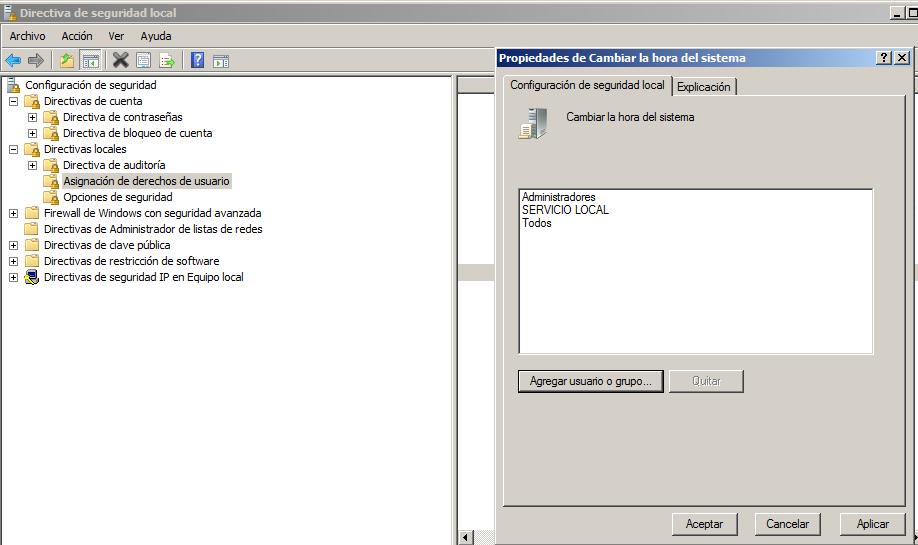 Directiva de seguridad local
Archivo Acción Ver Ayuda
Configuración de seguridad
Directivas de cuenta
Directiva de contraseñas
Directiva de bloqueo de cuenta
Directivas locales
Directiva de auditoría
Asignación de derechos de usuario
Opciones de seguridad
Firewall de Windows con seguridad avanzada
Directivas de Administrador de listas de redes
Directivas de clave pública
Directivas de restricción de software
Directivas de seguridad IP en Equipo local
Propiedades de Cambiar la hora del sistema
Configuración de seguridad local Explicación
Cambiar la hora del sistema
Administradores
SERVICIO LOCAL
Todos
Agregar usuario o grupo... Quitar
Aceptar Cancelar Aplicar